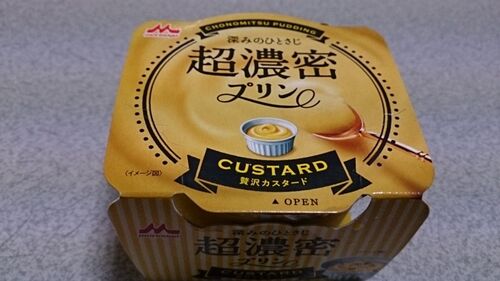 CHONOMITSU PUDDING
深みのひとさじ
超濃密
プリン
CUSTARD
贅沢カスタード
(イメージ図)
▲ OPEN
深みのひとさじ
超濃密
プリン
CUSTARD